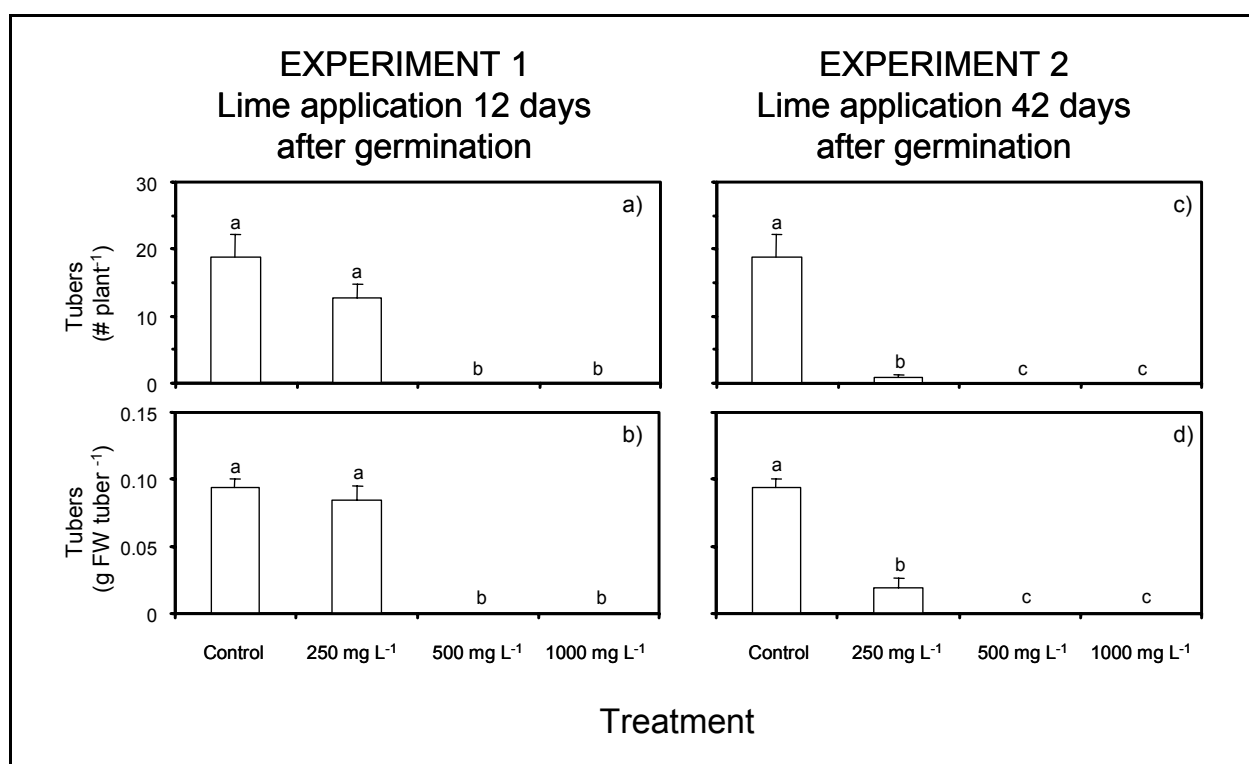 EXPERIMENT 1
Lime application 12 days
after germination
EXPERIMENT 2
Lime application 42 days
after germination
Tubers
(# plant⁻¹)
30
20
10
0
a)
a
a
b
b
c)
a
b
c
c
Tubers
(g FW tuber ⁻¹)
0.15
0.10
0.05
0
b)
a
a
b
b
d)
a
b
c
c
Control 250 mg L⁻¹ 500 mg L⁻¹ 1000 mg L⁻¹
Control 250 mg L⁻¹ 500 mg L⁻¹ 1000 mg L⁻¹
Treatment